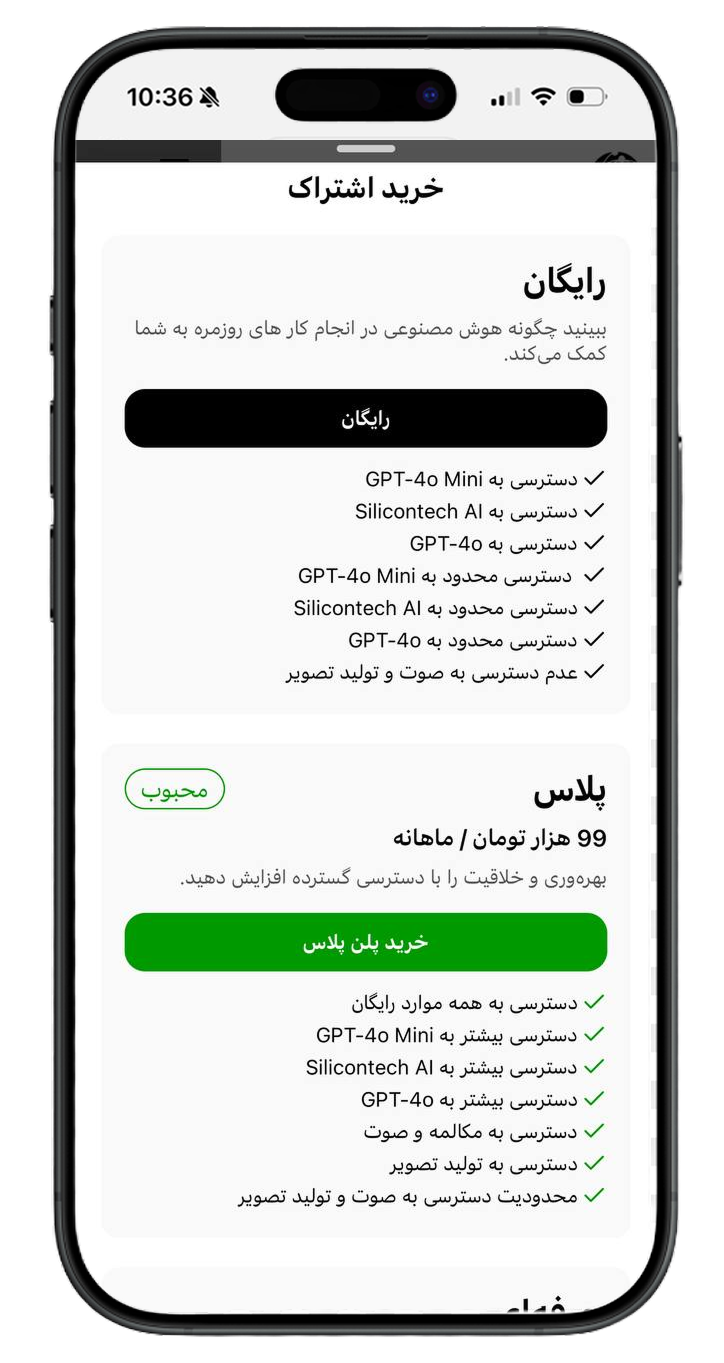 10:36
خرید اشتراک
رایگان
ببینید چگونه هوش مصنوعی در انجام کار های روزمره به شما
کمک می‌کند.
رایگان
دسترسی به GPT-4o Mini
دسترسی به Silicontech AI
دسترسی به GPT-4o
دسترسی محدود به GPT-4o Mini
دسترسی محدود به Silicontech AI
دسترسی محدود به GPT-4o
عدم دسترسی به صوت و تولید تصویر
پلاس
محبوب
99 هزار تومان / ماهانه
بهره‌وری و خلاقیت را با دسترسی گسترده افزایش دهید.
خرید پلن پلاس
دسترسی به همه موارد رایگان
دسترسی بیشتر به GPT-4o Mini
دسترسی بیشتر به Silicontech AI
دسترسی بیشتر به GPT-4o
دسترسی به مکالمه و صوت
دسترسی به تولید تصویر
محدودیت دسترسی به صوت و تولید تصویر